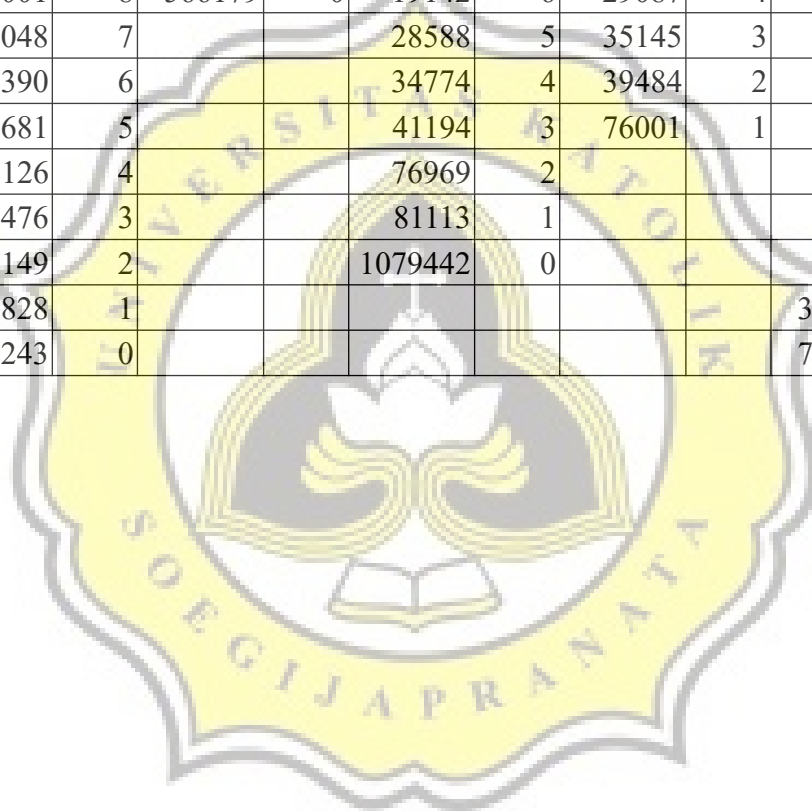 048 7 28588 5 35145 3
390 6 34774 4 39484 2
681 5 41194 3 76001 1
126 4 76969 2
476 3 81113 1
149 2 1079442 0
828 1 3
243 0 7
UNIVERSITAS KATOLIK
SOEGIJAPRANATA